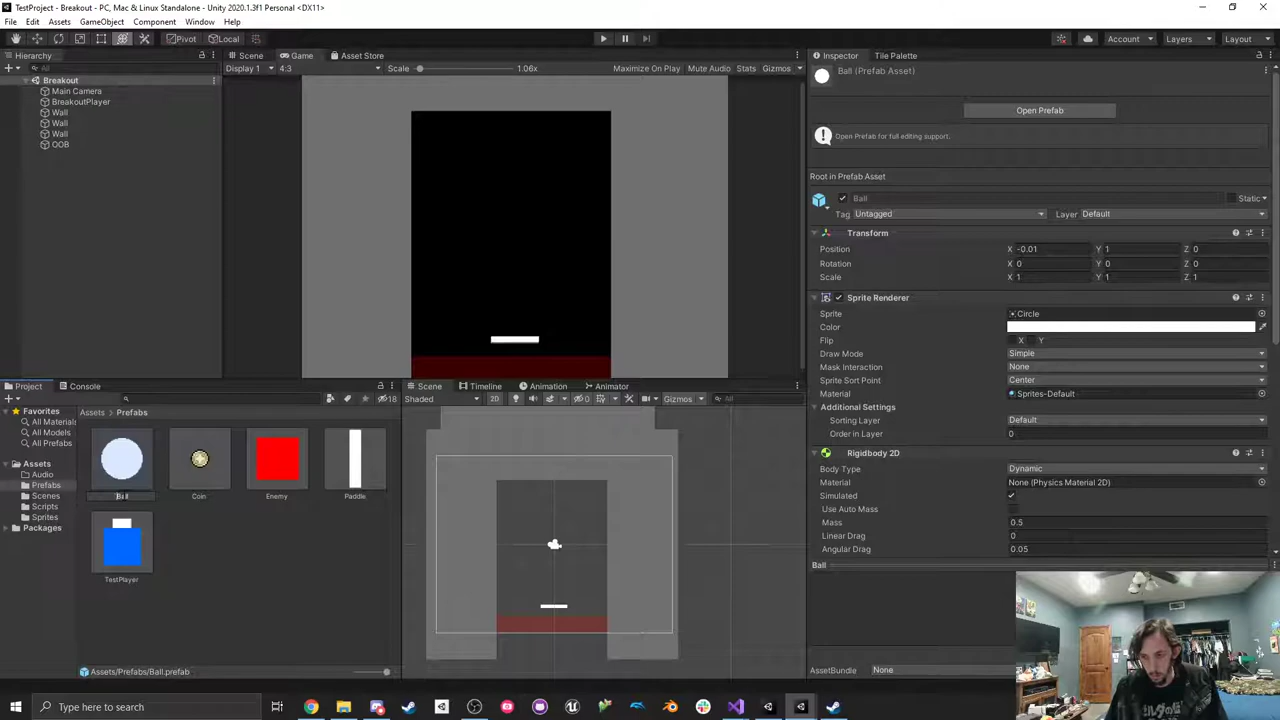 TestProject - Breakout - PC, Mac & Linux Standalone - Unity 2020.1.3f1 Personal <DX11>
File Edit Assets GameObject Component Window Help
Pivot Local Account Layers Layout
Hierarchy
All
Breakout
Main Camera
BreakoutPlayer
Wall
Wall
Wall
OOB
Scene Game Asset Store
Display 1 4:3 Scale 1.06x Maximize On Play Mute Audio Stats Gizmos
Inspector Tile Palette
Ball (Prefab Asset)
Open Prefab
Open Prefab for full editing support.
Root in Prefab Asset
Ball Static
Tag Untagged Layer Default
Transform
Position X -0.01 Y 1 Z 0
Rotation X 0 Y 0 Z 0
Scale X 1 Y 1 Z 1
Sprite Renderer
Sprite Circle
Color
Flip X Y
Draw Mode Simple
Mask Interaction None
Sprite Sort Point Center
Material Sprites-Default
Additional Settings
Sorting Layer Default
Order in Layer 0
Rigidbody 2D
Body Type Dynamic
Material None (Physics Material 2D)
Simulated
Use Auto Mass
Mass 0.5
Linear Drag 0
Angular Drag 0.05
Ball
AssetBundle None
Project Console
18
Favorites
All Material
All Models
All Prefabs
Assets
Audio
Prefabs
Scenes
Scripts
Sprites
Packages
Assets > Prefabs
Ball Coin Enemy Paddle
TestPlayer
Assets/Prefabs/Ball.prefab
Scene Timeline Animation Animator
Shaded 2D 0 Gizmos All
Type here to search